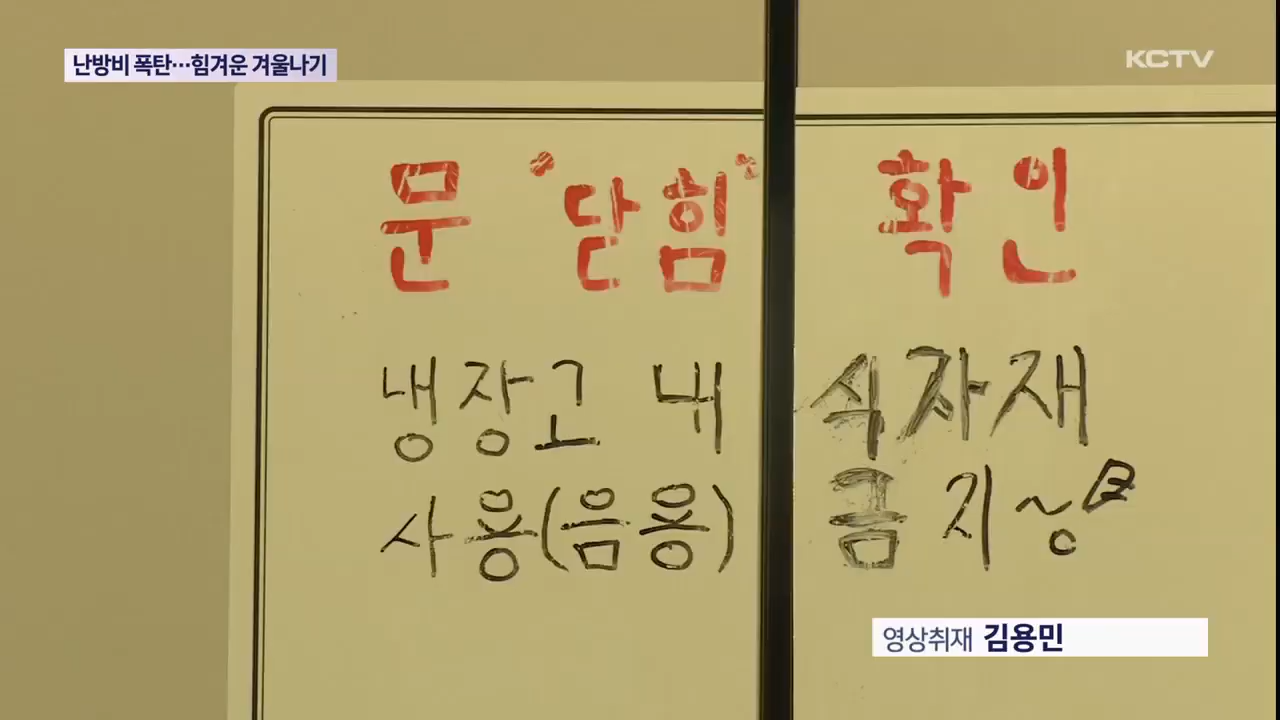 난방비 폭탄…힘겨운 겨울나기
KCTV
문 "닫힘" 확인
냉장고 내 식자재
사용(음용) 금지~
영상취재 김용민